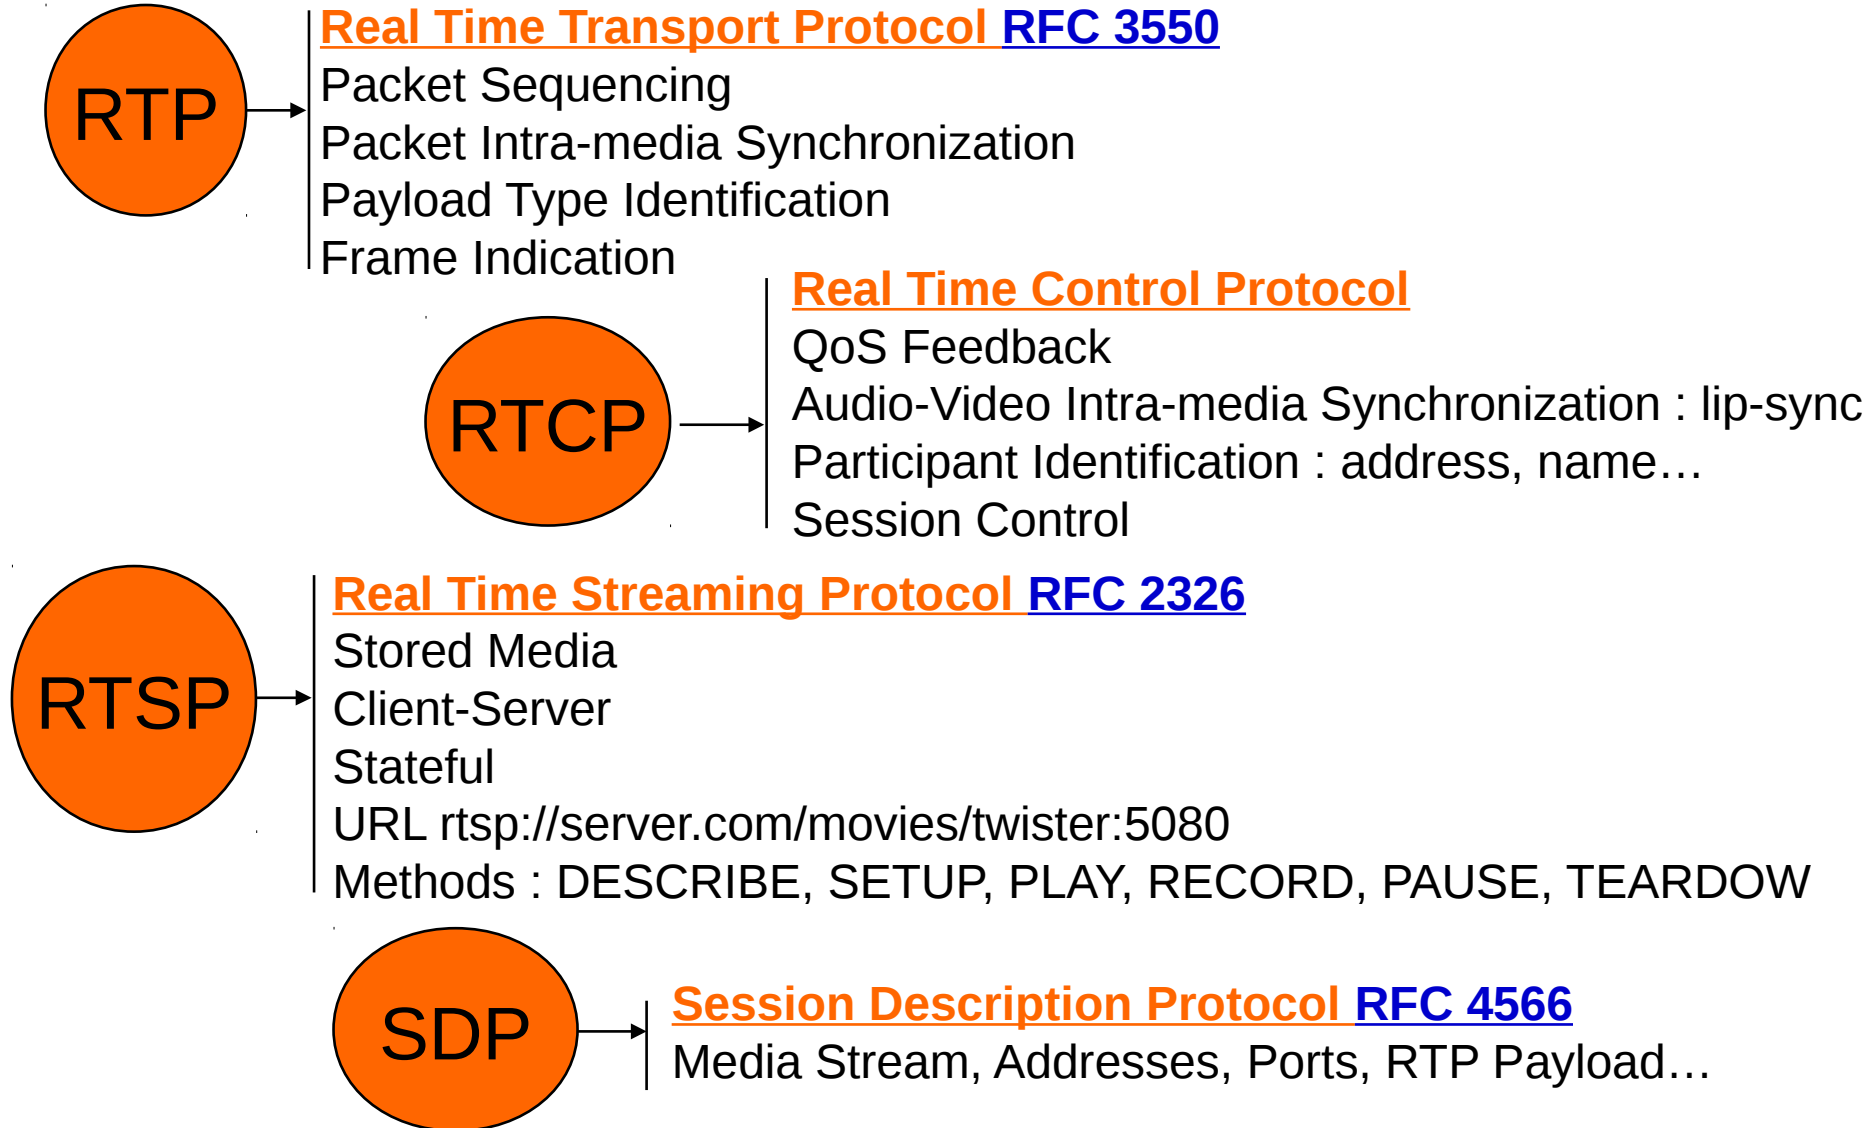 RTP
Real Time Transport Protocol RFC 3550
Packet Sequencing
Packet Intra-media Synchronization
Payload Type Identification
Frame Indication
RTCP
Real Time Control Protocol
QoS Feedback
Audio-Video Intra-media Synchronization : lip-sync
Participant Identification : address, name…
Session Control
RTSP
Real Time Streaming Protocol RFC 2326
Stored Media
Client-Server
Stateful
URL rtsp://server.com/movies/twister:5080
Methods : DESCRIBE, SETUP, PLAY, RECORD, PAUSE, TEARDOW
SDP
Session Description Protocol RFC 4566
Media Stream, Addresses, Ports, RTP Payload…